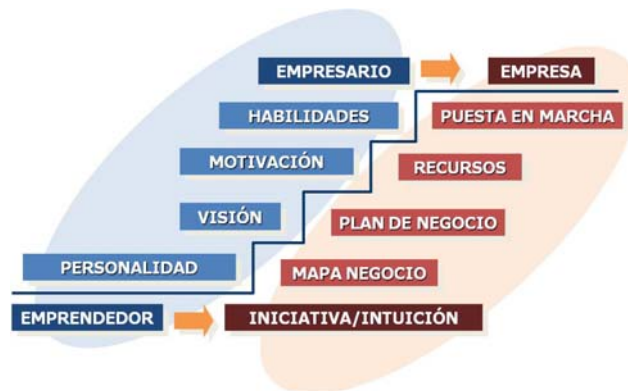 EMPRESARIO
EMPRESA
HABILIDADES
PUESTA EN MARCHA
MOTIVACIÓN
RECURSOS
VISIÓN
PLAN DE NEGOCIO
PERSONALIDAD
MAPA NEGOCIO
EMPRENDEDOR
INICIATIVA/INTUICIÓN